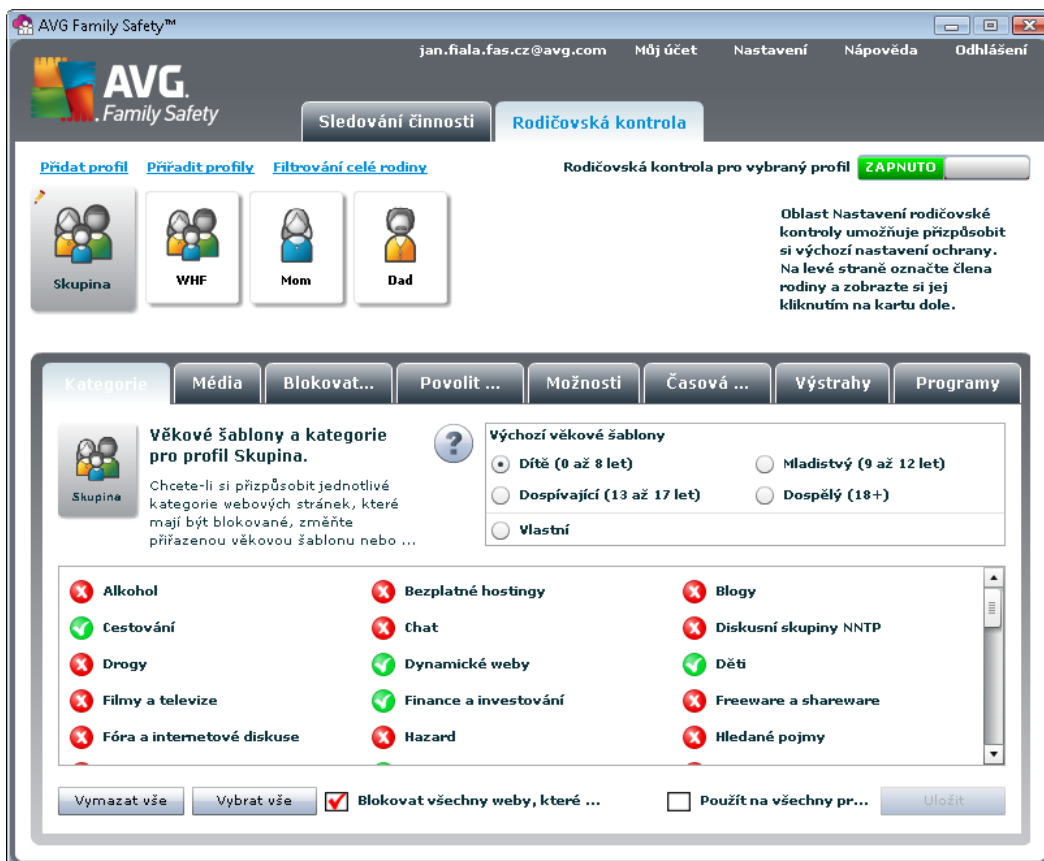 AVG Family Safety™
jan.fiala.fas.cz@avg.com Můj účet Nastavení Nápověda Odhlášení
AVG.
Family Safety
Sledování činnosti Rodičovská kontrola
Přidat profil Přiřadit profily Filtrování celé rodiny Rodičovská kontrola pro vybraný profil ZAPNUTO
Skupina WHF Mom Dad
Oblast Nastavení rodičovské
kontroly umožňuje přizpůsobit
si výchozí nastavení ochrany.
Na levé straně označte člena
rodiny a zobrazte si jej
kliknutím na kartu dole.
Kategorie Média Blokovat... Povolit ... Možnosti Časová ... Výstrahy Programy
Skupina
Věkové šablony a kategorie
pro profil Skupina.
Chcete-li si přizpůsobit jednotlivé
kategorie webových stránek, které
mají být blokované, změňte
přiřazenou věkovou šablonu nebo ...
?
Výchozí věkové šablony
Dítě (0 až 8 let) Mladistvý (9 až 12 let)
Dospívající (13 až 17 let) Dospělý (18+)
Vlastní
Alkohol Bezplatné hostingy Blogy
Cestování Chat Diskusní skupiny NNTP
Drogy Dynamické weby Děti
Filmy a televize Finance a investování Freeware a shareware
Fóra a internetové diskuse Hazard Hledané pojmy
Vymazat vše Vybrat vše Blokovat všechny weby, které ... Použít na všechny pr... Uložit